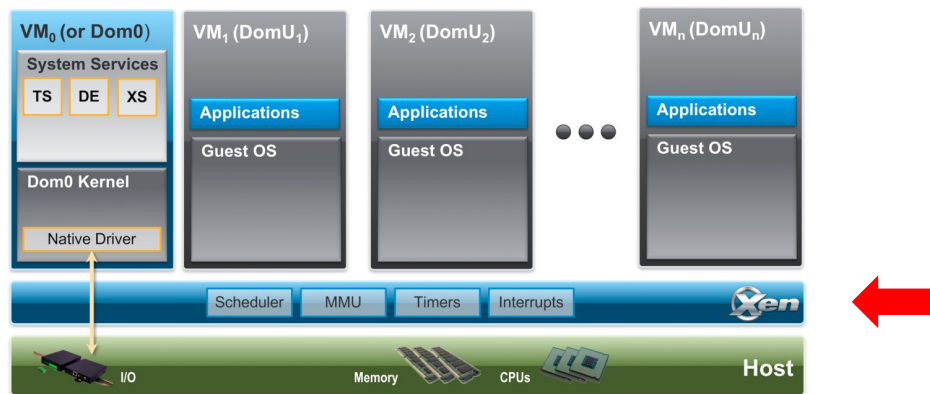 VM0 (or Dom0)
System Services
TS DE XS
Dom0 Kernel
Native Driver
VM1 (DomU1)
Applications
Guest OS
VM2 (DomU2)
Applications
Guest OS
VMn (DomUn)
Applications
Guest OS
Scheduler MMU Timers Interrupts Xen
I/O Memory CPUs Host